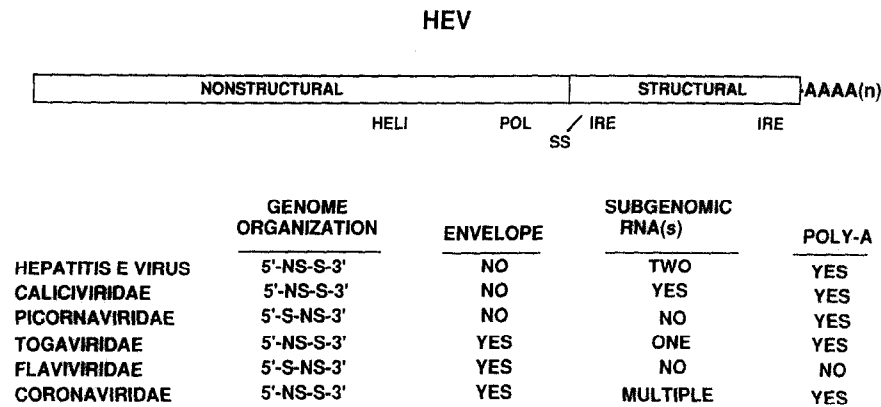 HEV
NONSTRUCTURAL STRUCTURAL AAAA(n)
HELI POL SS IRE IRE
GENOME ORGANIZATION ENVELOPE SUBGENOMIC RNA(s) POLY-A
HEPATITIS E VIRUS 5'-NS-S-3' NO TWO YES
CALICIVIRIDAE 5'-NS-S-3' NO YES YES
PICORNAVIRIDAE 5'-S-NS-3' NO NO YES
TOGAVIRIDAE 5'-NS-S-3' YES ONE YES
FLAVIVIRIDAE 5'-S-NS-3' YES NO NO
CORONAVIRIDAE 5'-NS-S-3' YES MULTIPLE YES